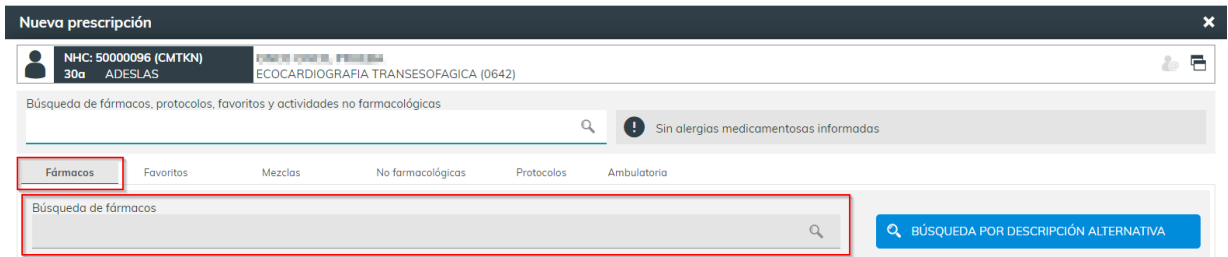 Nueva prescripción
NHC: 50000096 (CMTKN)
30a ADESLAS
ECOCARDIOGRAFIA TRANSESOFAGICA (0642)
Búsqueda de fármacos, protocolos, favoritos y actividades no farmacológicas
Sin alergias medicamentosas informadas
Fármacos Favoritos Mezclas No farmacológicas Protocolos Ambulatoria
Búsqueda de fármacos
BÚSQUEDA POR DESCRIPCIÓN ALTERNATIVA